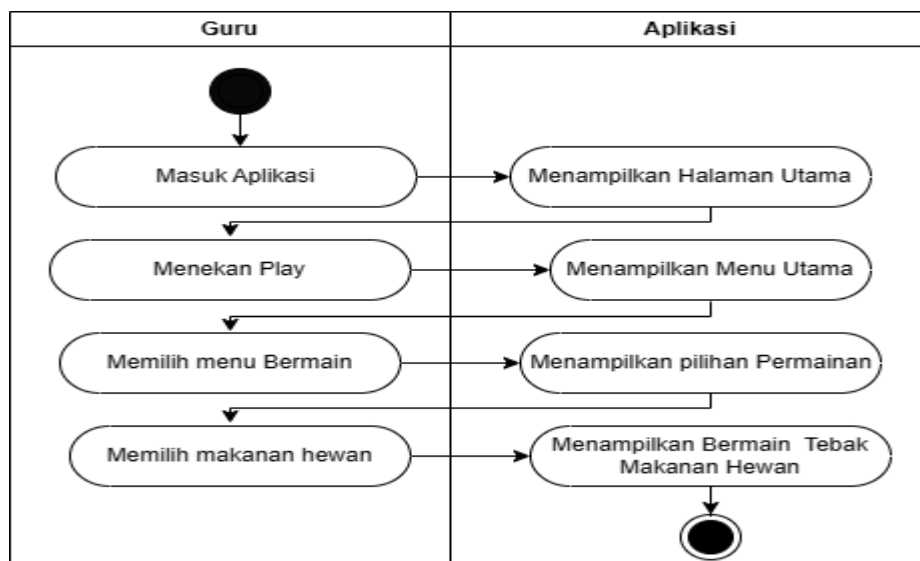 Guru
Aplikasi
Masuk Aplikasi
Menampilkan Halaman Utama
Menekan Play
Menampilkan Menu Utama
Memilih menu Bermain
Menampilkan pilihan Permainan
Memilih makanan hewan
Menampilkan Bermain Tebak
Makanan Hewan